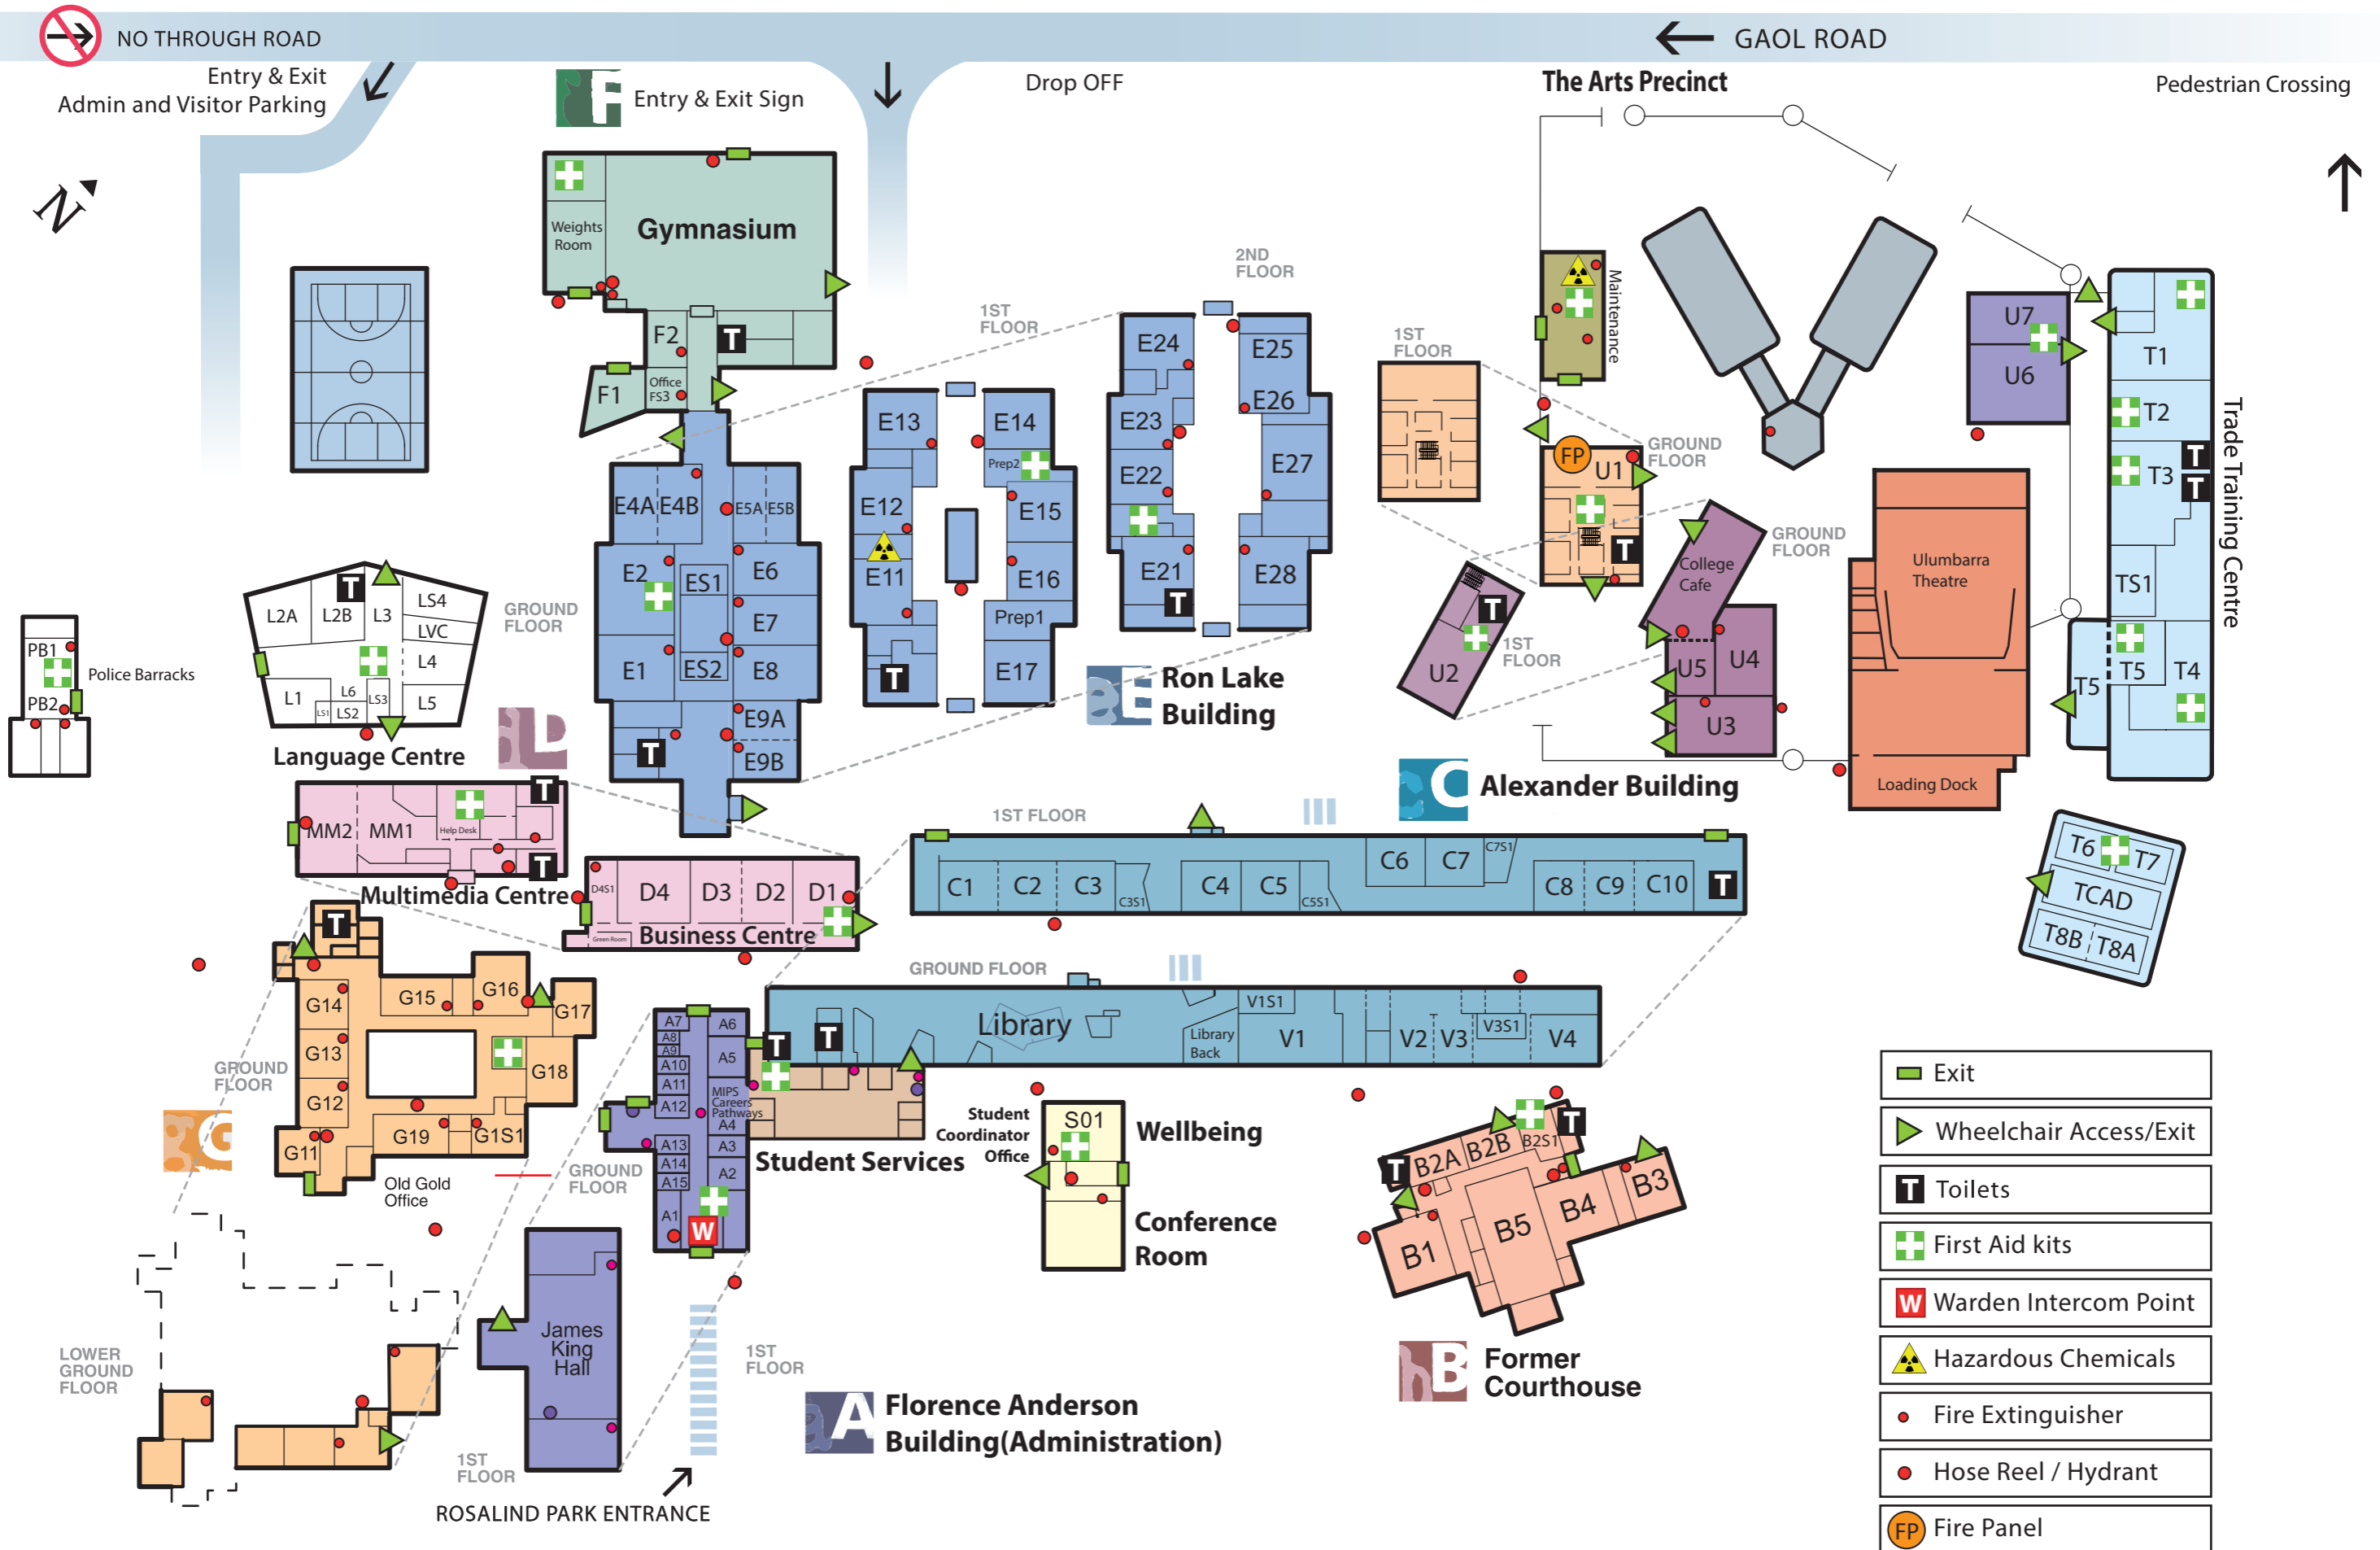 NO THROUGH ROAD
GAOL ROAD
Entry & Exit
Admin and Visitor Parking
F
Entry & Exit Sign
Drop OFF
The Arts Precinct
Pedestrian Crossing
N
Weights
Room
Gymnasium
F2
T
F1
Office
FS3
1ST
FLOOR
2ND
FLOOR
E4A
E4B
E5A
E5B
E2
ES1
E6
E7
E1
ES2
E8
E9A
E9B
T
GROUND
FLOOR
E13
E14
Prep2
E12
E15
E11
E16
Prep1
E17
T
E24
E25
E23
E26
E22
E27
E21
E28
T
E
Ron Lake
Building
Maintenance
1ST
FLOOR
GROUND
FLOOR
FP
U1
T
College
Cafe
GROUND
FLOOR
T
U2
1ST
FLOOR
U5
U4
U3
U7
U6
Ulumbarra
Theatre
Loading Dock
T1
T2
T3
T
T
TS1
T5
T5
T4
Trade Training Centre
T6
T7
TCAD
T8B
T8A
PB1
PB2
Police Barracks
L2A
T
L2B
L3
LS4
LVC
L4
L1
LS1
L6
LS2
LS3
L5
Language Centre
D
T
MM2
MM1
Help Desk
T
Multimedia Centre
D4S1
D4
D3
D2
D1
Green Room
Business Centre
C
Alexander Building
1ST FLOOR
C1
C2
C3
C3S1
C4
C5
C5S1
C6
C7
C7S1
C8
C9
C10
T
GROUND FLOOR
T
T
Library
Library
Back
V1S1
V1
V2
V3
V3S1
V4
T
G14
G15
G16
G17
G13
G18
G12
G11
G19
G1S1
GROUND
FLOOR
G
Old Gold
Office
LOWER
GROUND
FLOOR
A7
A6
A8
A9
A5
A10
A11
MIPS
Careers
Pathways
A12
A4
A13
A3
A14
A2
A15
A1
W
GROUND
FLOOR
Student Services
James
King
Hall
1ST
FLOOR
1ST
FLOOR
ROSALIND PARK ENTRANCE
A
Florence Anderson
Building(Administration)
Student
Coordinator
Office
S01
Wellbeing
Conference
Room
T
T
B2A
B2B
B2S1
B1
B5
B4
B3
B
Former
Courthouse
Exit
Wheelchair Access/Exit
T
Toilets
First Aid kits
W
Warden Intercom Point
Hazardous Chemicals
Fire Extinguisher
Hose Reel / Hydrant
FP
Fire Panel